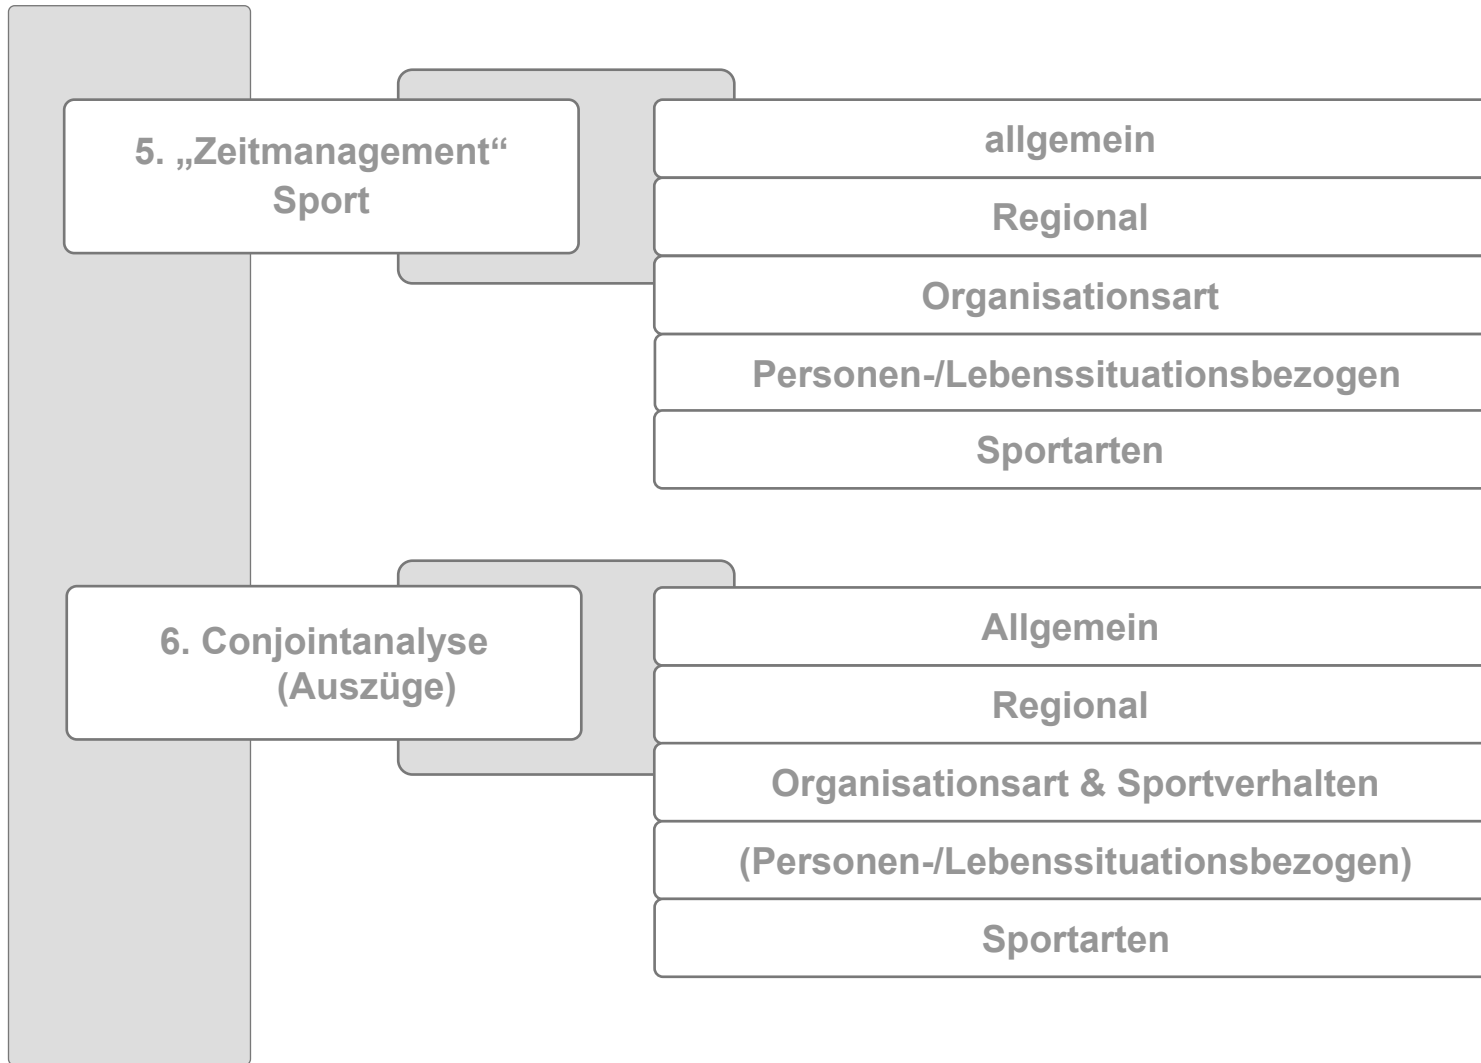 5. „Zeitmanagement“
Sport
allgemein
Regional
Organisationsart
Personen-/Lebenssituationsbezogen
Sportarten
6. Conjointanalyse
(Auszüge)
Allgemein
Regional
Organisationsart & Sportverhalten
(Personen-/Lebenssituationsbezogen)
Sportarten